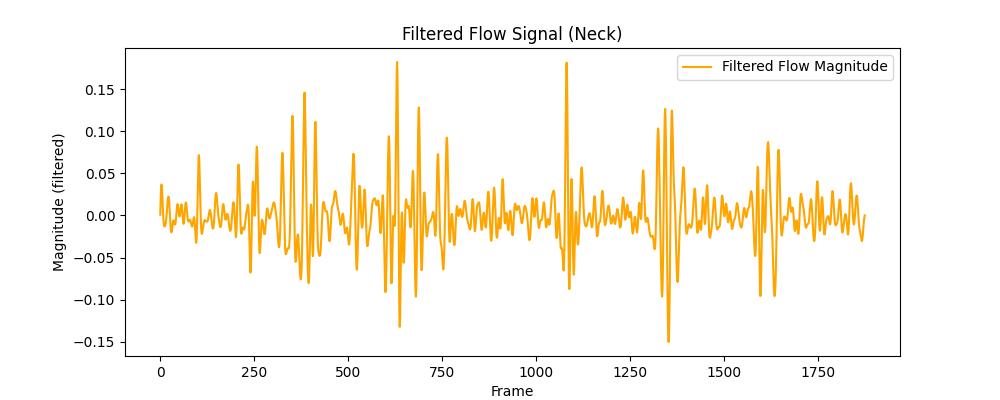 Filtered Flow Signal (Neck)
Filtered Flow Magnitude
Magnitude (filtered)
0.15
0.10
0.05
0.00
−0.05
−0.10
−0.15
0 250 500 750 1000 1250 1500 1750
Frame